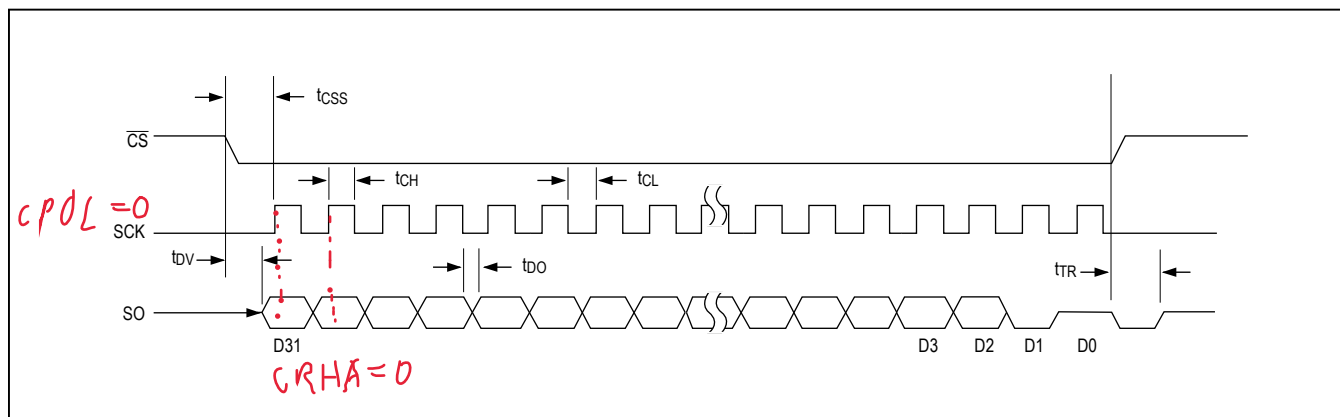 tCSS
CS
tCH
tCL
CPOL =0
SCK
tDV
tDO
tTR
SO
D31
D3
D2
D1
D0
CRHA=0